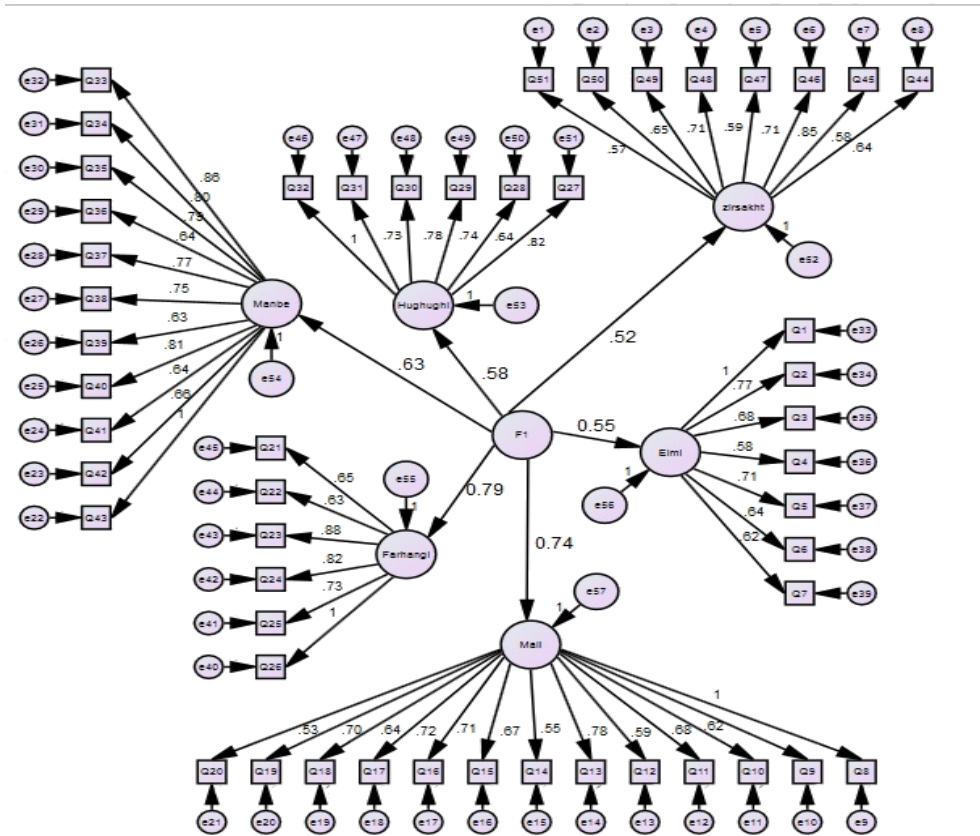 e1 e2 e3 e4 e5 e6 e7 e8
Q51 Q50 Q49 Q48 Q47 Q46 Q45 Q44
.57 .65 .71 .59 .71 .85 .58 .64
zirsakht
1
e52
e32 Q33
e31 Q34
e30 Q35
e29 Q36
e28 Q37
e27 Q38
e26 Q39
e25 Q40
e24 Q41
e23 Q42
e22 Q43
.86
.80
.75
.64
.77
.75
.63
.81
.64
.66
1
Manbe
1
e54
e46 e47 e48 e49 e50 e51
Q32 Q31 Q30 Q29 Q28 Q27
1 .73 .78 .74 .64 .82
Hughughi
1
e53
.63
.58
.52
F1
0.55
0.79
0.74
Q1 e33
Q2 e34
Q3 e35
Q4 e36
Q5 e37
Q6 e38
Q7 e39
1
.77
.68
.58
.71
.64
.62
Elmi
1
e56
e45 Q21
e44 Q22
e43 Q23
e42 Q24
e41 Q25
e40 Q26
.65
.63
.88
.82
.73
1
e55
1
Farhangi
e57
1
Mali
.53 .70 .64 .72 .71 .67 .55 .78 .59 .68 .62 1
Q20 Q19 Q18 Q17 Q16 Q15 Q14 Q13 Q12 Q11 Q10 Q9 Q8
e21 e20 e19 e18 e17 e16 e15 e14 e13 e12 e11 e10 e9